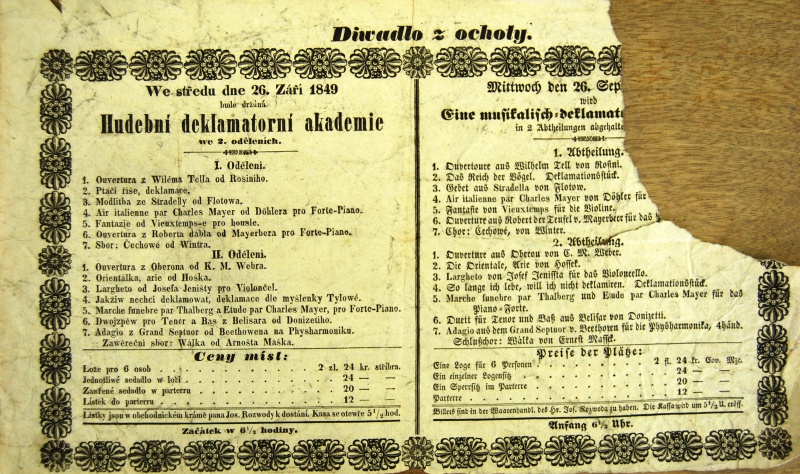 Diwadlo z ochoty.
We středu dne 26. Září 1849
bude držáná
Hudební deklamatorní akademie
we 2. odděleních.
I. Oddělení.
1. Ouvertura z Wiléma Tella od Rosiniho.
2. Ptačí říše, deklamace.
3. Modlitba ze Stradelly od Flotowa.
4. Air italienne par Charles Mayer od Döhlera pro Forte-Piano.
5. Fantazie od Vieuxtemps-e pro housle.
6. Ouvertura z Roberta ďábla od Mayerbera pro Forte-Piano.
7. Sbor: Čechowé od Wintra.
II. Oddělení.
1. Ouvertura z Oberona od K. M. Webra.
2. Orientálka, arie od Hoška.
3. Largheto od Josefa Jeništy pro Violončel.
4. Jakživ nechci deklamowat, deklamace dle myšlenky Tylowé.
5. Marche funebre par Thalberg a Etude par Charles Mayer, pro Forte-Piano.
6. Dwojzpěw pro Tenor a Bas z Belisara od Donizetiho.
7. Adagio z Grand Septuor od Beethowena na Physharmoniku.
Zawěreční sbor: Wálka od Arnošta Maška.
Ceny míst:
Lože pro 6 osob . . . 2 zl. 24 kr. stříbra.
Jednotliwé sedadlo w loži . . . 24 — —
Zawřené sedadlo w parterru . . . 20 — —
Lístek do parterru . . . 12 — —
Lístky jsou w obchodnickém krámě pana Jos. Rozwody k dostání. Kasa se otewře 5 1/2 hod.
Začátek w 6 1/2 hodiny.
Mittwoch den 26. Sep
wird
Eine musikalisch-deklamato
in 2 Abtheilungen abgehalte
1. Abtheilung.
1. Ouvertoure aus Wilhelm Tell von Rosini.
2. Das Reich der Vögel. Deklamationsstück.
3. Gebet aus Stradella von Flotow.
4. Air italienne par Charles Mayer von Döhler für
5. Fantasie von Vieuxtemps für die Violine.
6. Ouverture aus Robert der Teufel v. Mayerbeer für das
7. Chor: Čechowé, von Winter.
2. Abtheilung.
1. Ouverture aus Oberon von C. M. Weber.
2. Die Orientale, Arie von Hossek.
3. Largheto von Josef Jenissta für das Violoncello.
4. So lange ich lebe, will ich nicht deklamiren. Deklamationsstück.
5. Marche funebre par Thalberg und Etude par Charles Mayer für das
Piano-Forte.
6. Duett für Tenor und Baß aus Belisar von Donizetti.
7. Adagio aus dem Grand Septuor v. Beethoven für die Physharmonika, 4händ.
Schlußchor: Wálka von Ernest Massek.
Preise der Plätze:
Eine Loge für 6 Personen . . . 2 fl. 24 kr. Cov. Mze.
Ein einzelner Logensitz . . . 24 — —
Ein Sperrsitz im Parterre . . . 20 — —
Parterre . . . 12 — —
Billets sind in der Waarenhandl. des Hr. Jos. Rozwoda zu haben. Die Kassa wird um 5 1/2 U. eröff.
Anfang 6 1/2 Uhr.